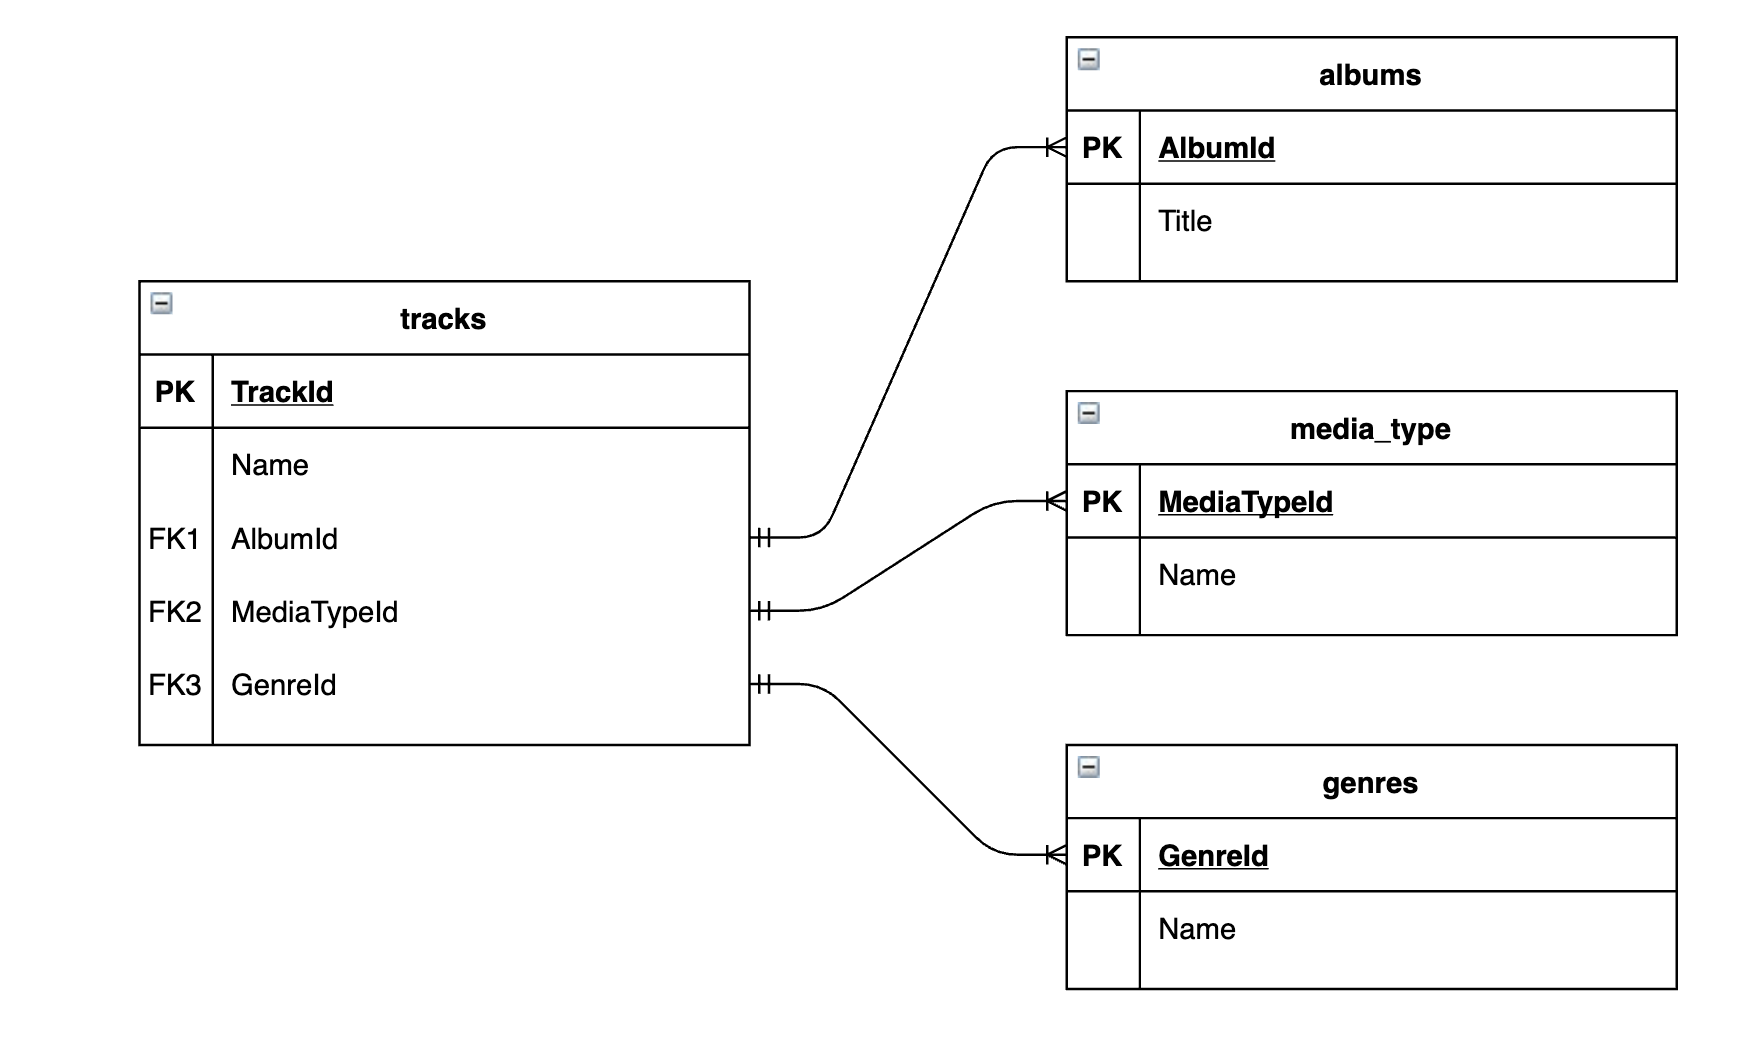 tracks
PK TrackId
Name
FK1 AlbumId
FK2 MediaTypeId
FK3 GenreId
albums
PK AlbumId
Title
media_type
PK MediaTypeId
Name
genres
PK GenreId
Name